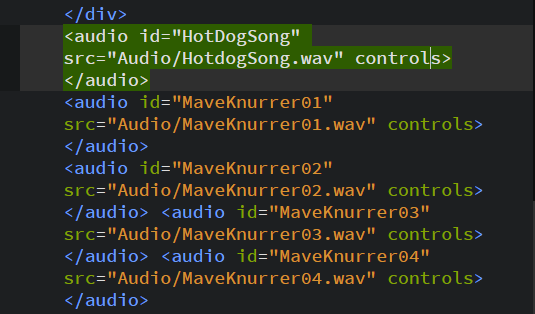 </div>
<audio id="HotDogSong"
src="Audio/HotdogSong.wav" controls>
</audio>
<audio id="MaveKnurrer01"
src="Audio/MaveKnurrer01.wav" controls>
</audio>
<audio id="MaveKnurrer02"
src="Audio/MaveKnurrer02.wav" controls>
</audio> <audio id="MaveKnurrer03"
src="Audio/MaveKnurrer03.wav" controls>
</audio> <audio id="MaveKnurrer04"
src="Audio/MaveKnurrer04.wav" controls>
</audio>